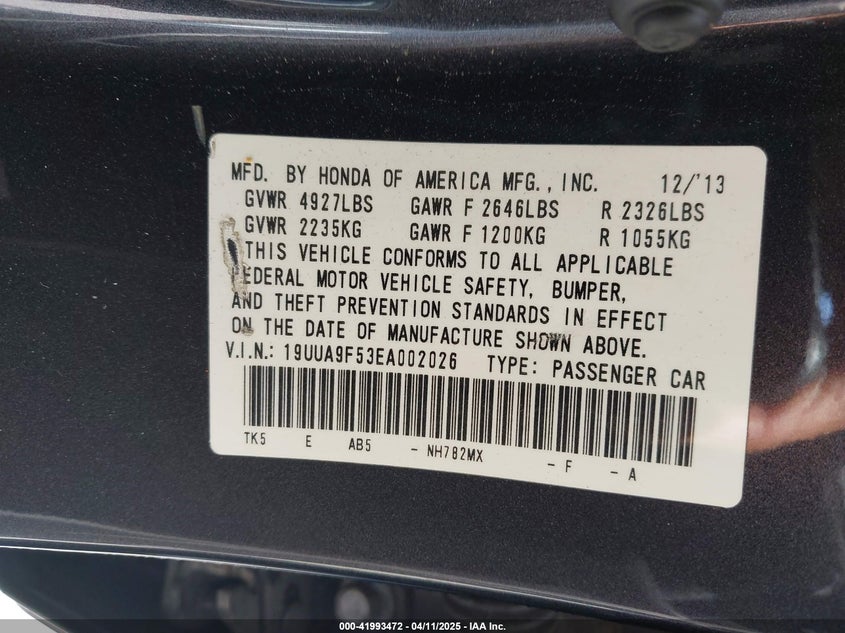 MFD. BY HONDA OF AMERICA MFG., INC. 12/'13
GVWR 4927LBS GAWR F 2646LBS R 2326LBS
GVWR 2235KG GAWR F 1200KG R 1055KG
THIS VEHICLE CONFORMS TO ALL APPLICABLE
FEDERAL MOTOR VEHICLE SAFETY, BUMPER,
AND THEFT PREVENTION STANDARDS IN EFFECT
ON THE DATE OF MANUFACTURE SHOWN ABOVE.
V.I.N.: 19UUA9F53EA002026 TYPE: PASSENGER CAR
TK5 E AB5 - NH782MX - F - A
000-41993472 - 04/11/2025 - IAA Inc.